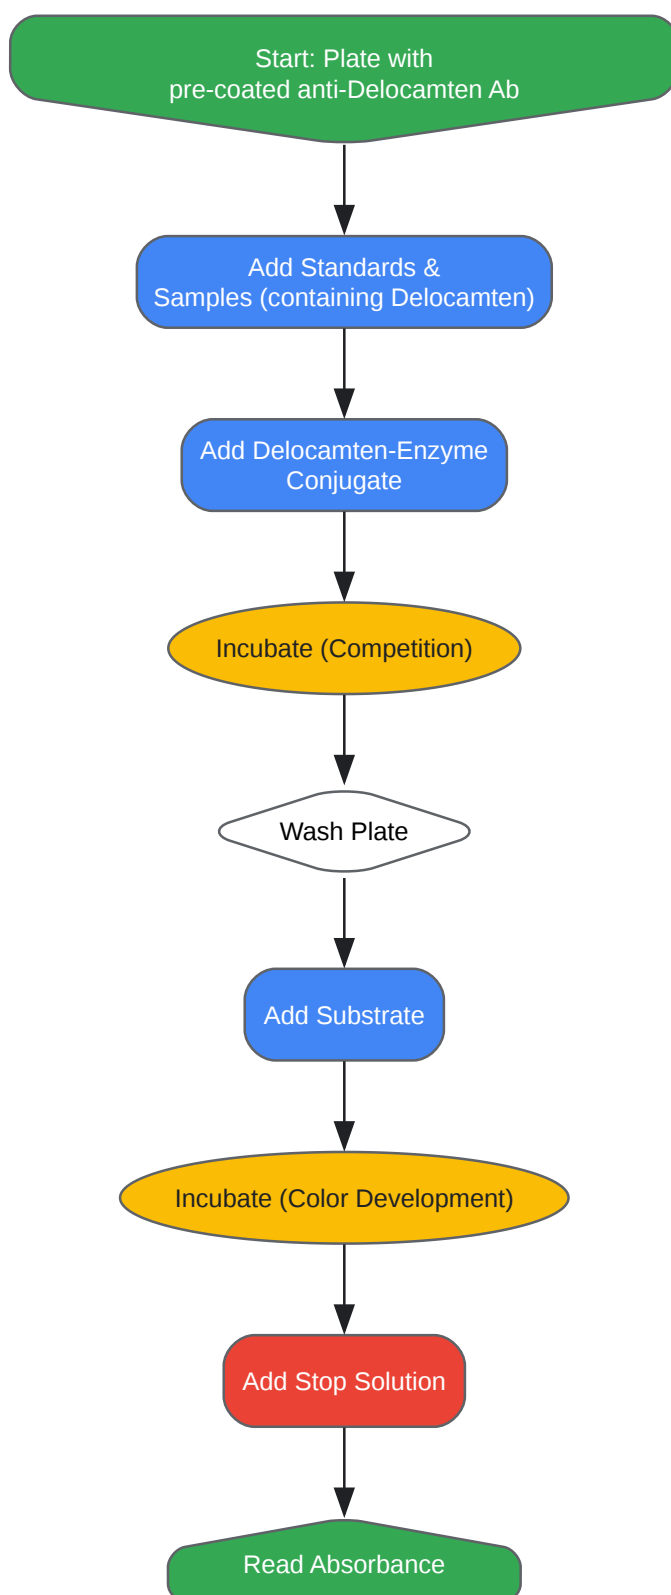 Start: Plate with
pre-coated anti-Delocamten Ab
Add Standards &
Samples (containing Delocamten)
Add Delocamten-Enzyme
Conjugate
Incubate (Competition)
Wash Plate
Add Substrate
Incubate (Color Development)
Add Stop Solution
Read Absorbance